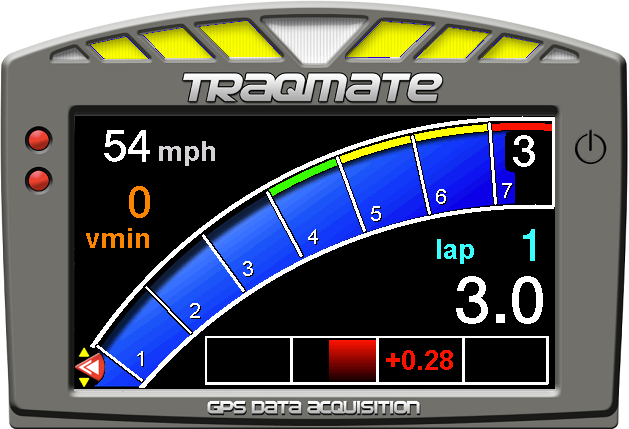 TRAQMATE
54 mph
3
0
vmin
7
6
5
4
3
2
1
lap 1
3.0
+0.28
GPS DATA ACQUISITION